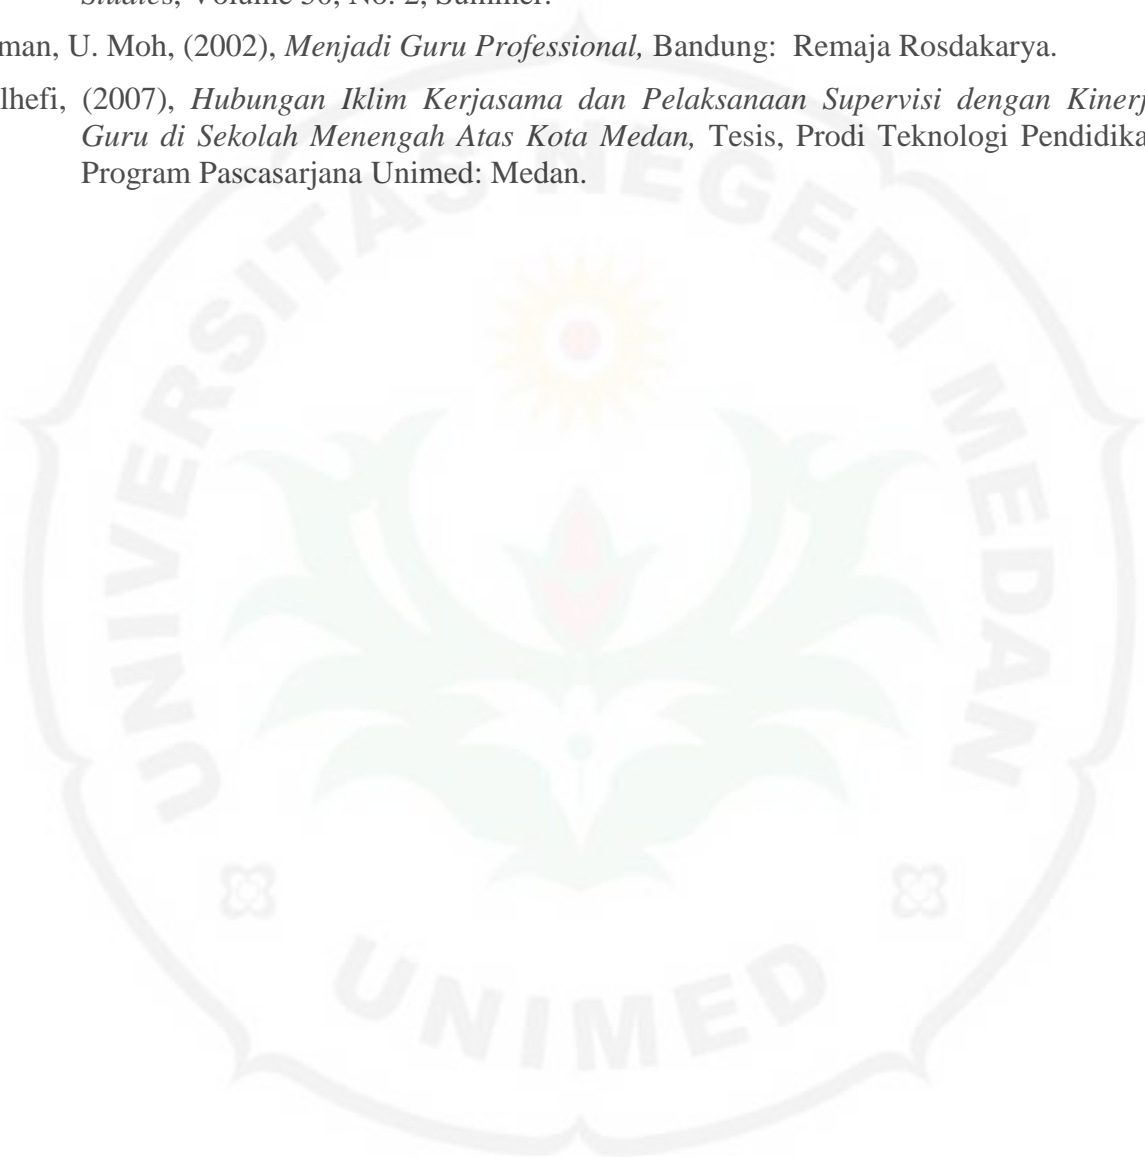 Studies, Volume 30, No. 2, Summer.
man, U. Moh, (2002), Menjadi Guru Professional, Bandung: Remaja Rosdakarya.
lhefi, (2007), Hubungan Iklim Kerjasama dan Pelaksanaan Supervisi dengan Kinerj
Guru di Sekolah Menengah Atas Kota Medan, Tesis, Prodi Teknologi Pendidika
Program Pascasarjana Unimed: Medan.
UNIVERSITAS NEGERI MEDAN
UNIMED